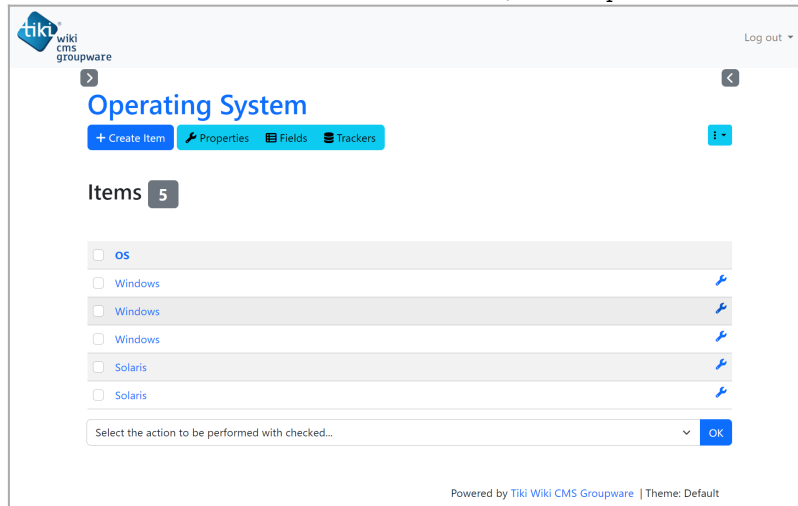 tiki
wiki
cms
groupware
Log out
Operating System
+ Create Item Properties Fields Trackers
Items 5
OS
Windows
Windows
Windows
Solaris
Solaris
Select the action to be performed with checked... OK
Powered by Tiki Wiki CMS Groupware | Theme: Default